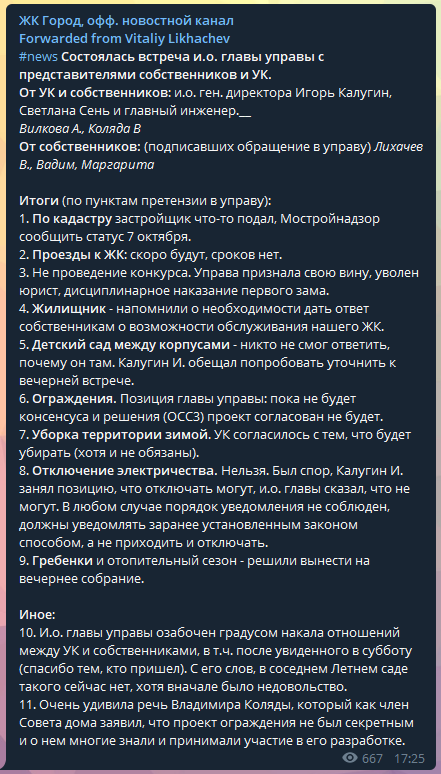 ЖК Город, офф. новостной канал
Forwarded from Vitaliy Likhachev
#news Состоялась встреча и.о. главы управы с
представителями собственников и УК.
От УК и собственников: и.о. ген. директора Игорь Калугин,
Светлана Сень и главный инженер.__
Вилкова А., Коляда В
От собственников: (подписавших обращение в управу) Лихачев
В., Вадим, Маргарита
Итоги (по пунктам претензии в управу):
1. По кадастру застройщик что-то подал, Мостройнадзор
сообщить статус 7 октября.
2. Проезды к ЖК: скоро будут, сроков нет.
3. Не проведение конкурса. Управа признала свою вину, уволен
юрист, дисциплинарное наказание первого зама.
4. Жилищник - напомнили о необходимости дать ответ
собственникам о возможности обслуживания нашего ЖК.
5. Детский сад между корпусами - никто не смог ответить,
почему он там. Калугин И. обещал попробовать уточнить к
вечерней встрече.
6. Ограждения. Позиция главы управы: пока не будет
консенсуса и решения (ОССЗ) проект согласован не будет.
7. Уборка территории зимой. УК согласилось с тем, что будет
убирать (хотя и не обязаны).
8. Отключение электричества. Нельзя. Был спор, Калугин И.
занял позицию, что отключать могут, и.о. главы сказал, что не
могут. В любом случае порядок уведомления не соблюден,
должны уведомлять заранее установленным законом
способом, а не приходить и отключать.
9. Гребенки и отопительный сезон - решили вынести на
вечернее собрание.
Иное:
10. И.о. главы управы озабочен градусом накала отношений
между УК и собственниками, в т.ч. после увиденного в субботу
(спасибо тем, кто пришел). С его слов, в соседнем Летнем саде
такого сейчас нет, хотя вначале было недовольство.
11. Очень удивила речь Владимира Коляды, который как член
Совета дома заявил, что проект ограждения не был секретным
и о нем многие знали и принимали участие в его разработке.
667 17:25